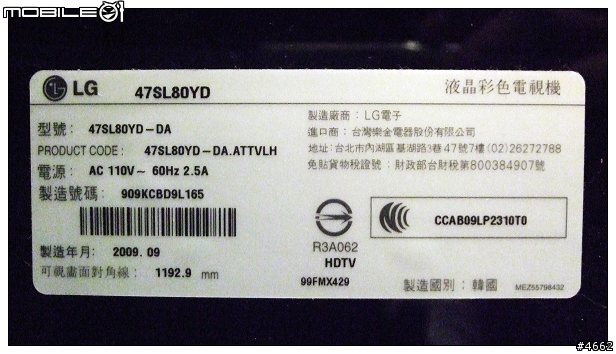 MOBILE01
LG 47SL80YD 液晶彩色電視機
型號: 47SL80YD-DA
PRODUCT CODE: 47SL80YD-DA.ATTVLH
電源: AC 110V~ 60Hz 2.5A
製造號碼: 909KCBD9L165
製造年月: 2009. 09
可視畫面對角線: 1192.9 mm
製造廠商: LG電子
進口商: 台灣樂金電器股份有限公司
地址: 台北市內湖區基湖路3巷47號7樓 (02)26272788
免貼貨物稅證號: 財政部台財稅第800384907號
R3A062
HDTV
99FMX429
CCAB09LP2310T0
製造國別: 韓國
MEZ55798432
#4662